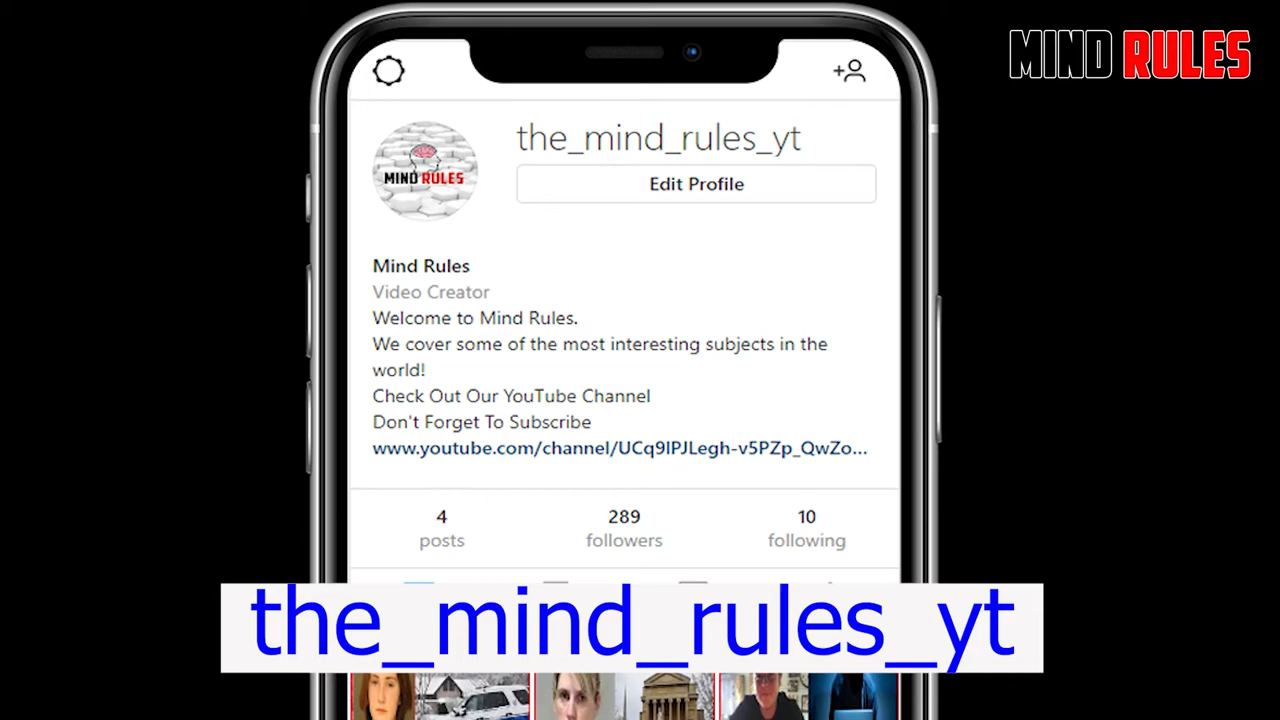 MIND RULES
the_mind_rules_yt
MIND RULES
Edit Profile
Mind Rules
Video Creator
Welcome to Mind Rules.
We cover some of the most interesting subjects in the
world!
Check Out Our YouTube Channel
Don't Forget To Subscribe
www.youtube.com/channel/UCq9IPJLegh-v5PZp_QwZo...
4 289 10
posts followers following
the_mind_rules_yt